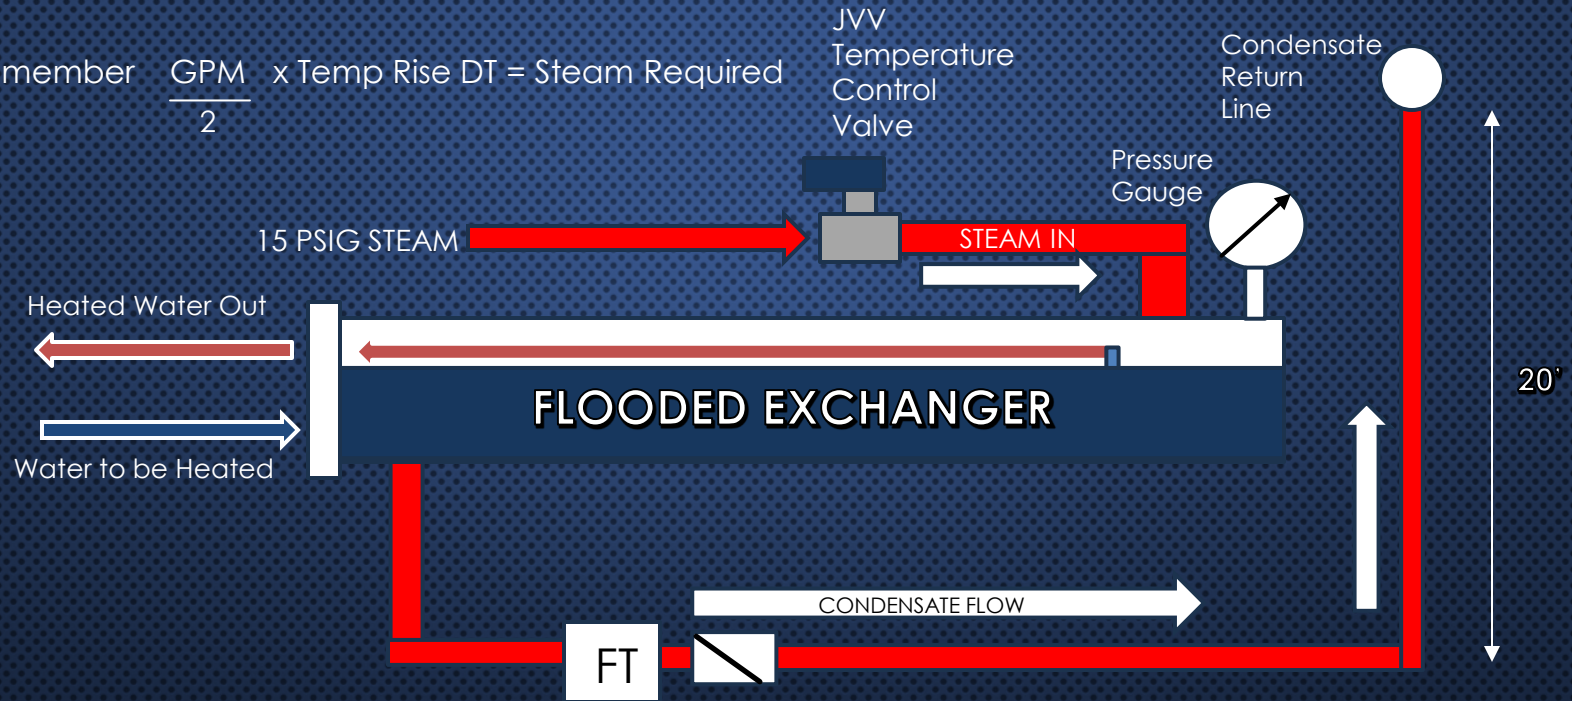 JVV
Temperature
Control
Valve
Condensate
Return
Line
member GPM x Temp Rise DT = Steam Required
2
Pressure
Gauge
15 PSIG STEAM
STEAM IN
Heated Water Out
20'
FLOODED EXCHANGER
Water to be Heated
CONDENSATE FLOW
FT